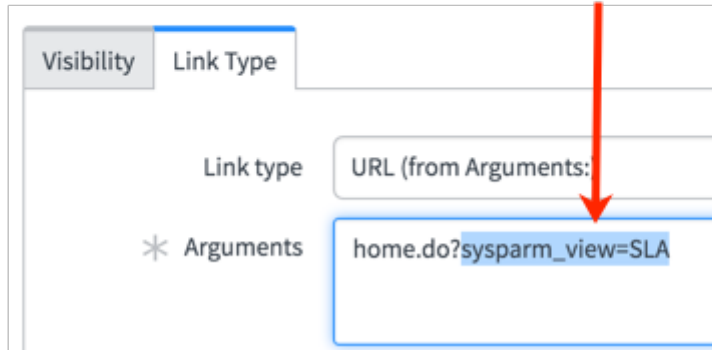 Visibility Link Type
Link type URL (from Arguments:)
* Arguments home.do?sysparm_view=SLA